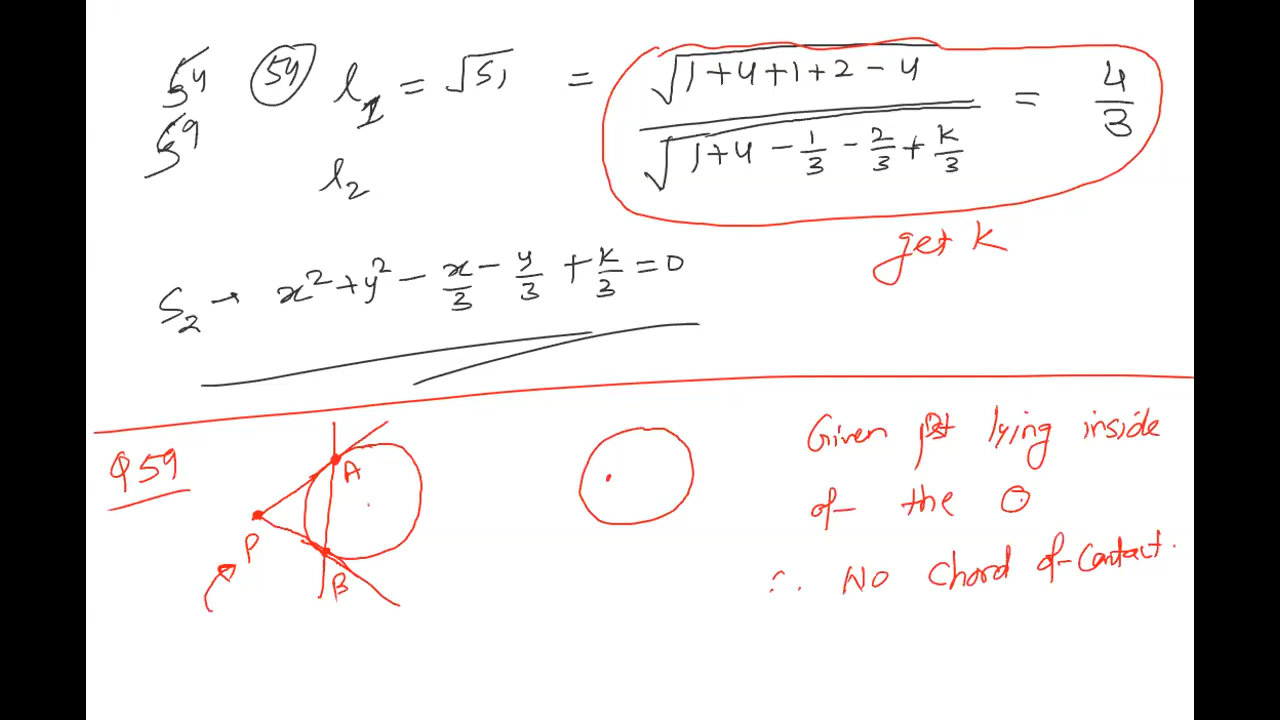 54 (54) l₁ = √S₁ = √(1+4+1+2-4) / √(1+4-1/3-2/3+k/3) = 4/3
59
l₂
get k
S₂ → x²+y²-x/3-y/3+k/3=0
Q59
A
P
B
Given pt lying inside
of the O
∴ No chord of contact.